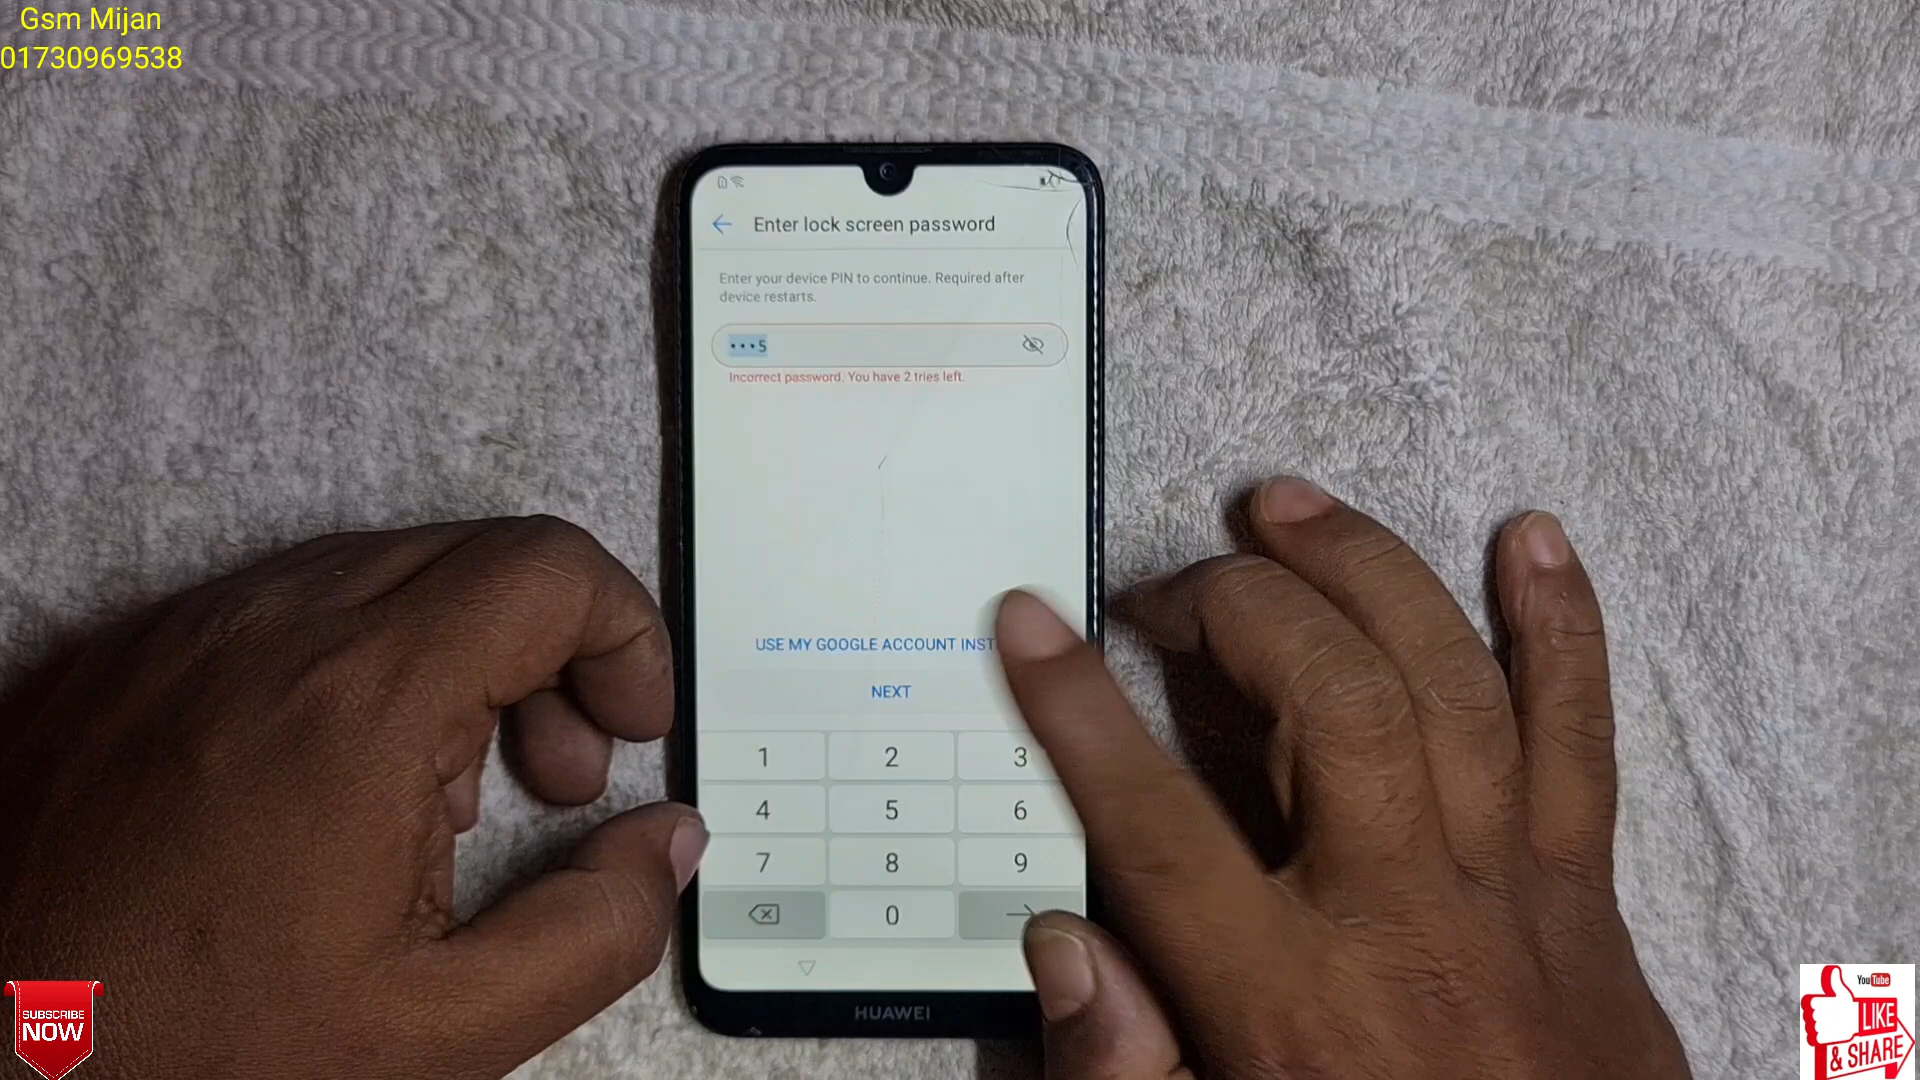 Gsm Mijan
01730969538
Enter lock screen password
Enter your device PIN to continue. Required after
device restarts.
•••5
Incorrect password. You have 2 tries left.
USE MY GOOGLE ACCOUNT INST
NEXT
1 2 3
4 5 6
7 8 9
0
HUAWEI
SUBSCRIBE
NOW
YouTube
LIKE
& SHARE